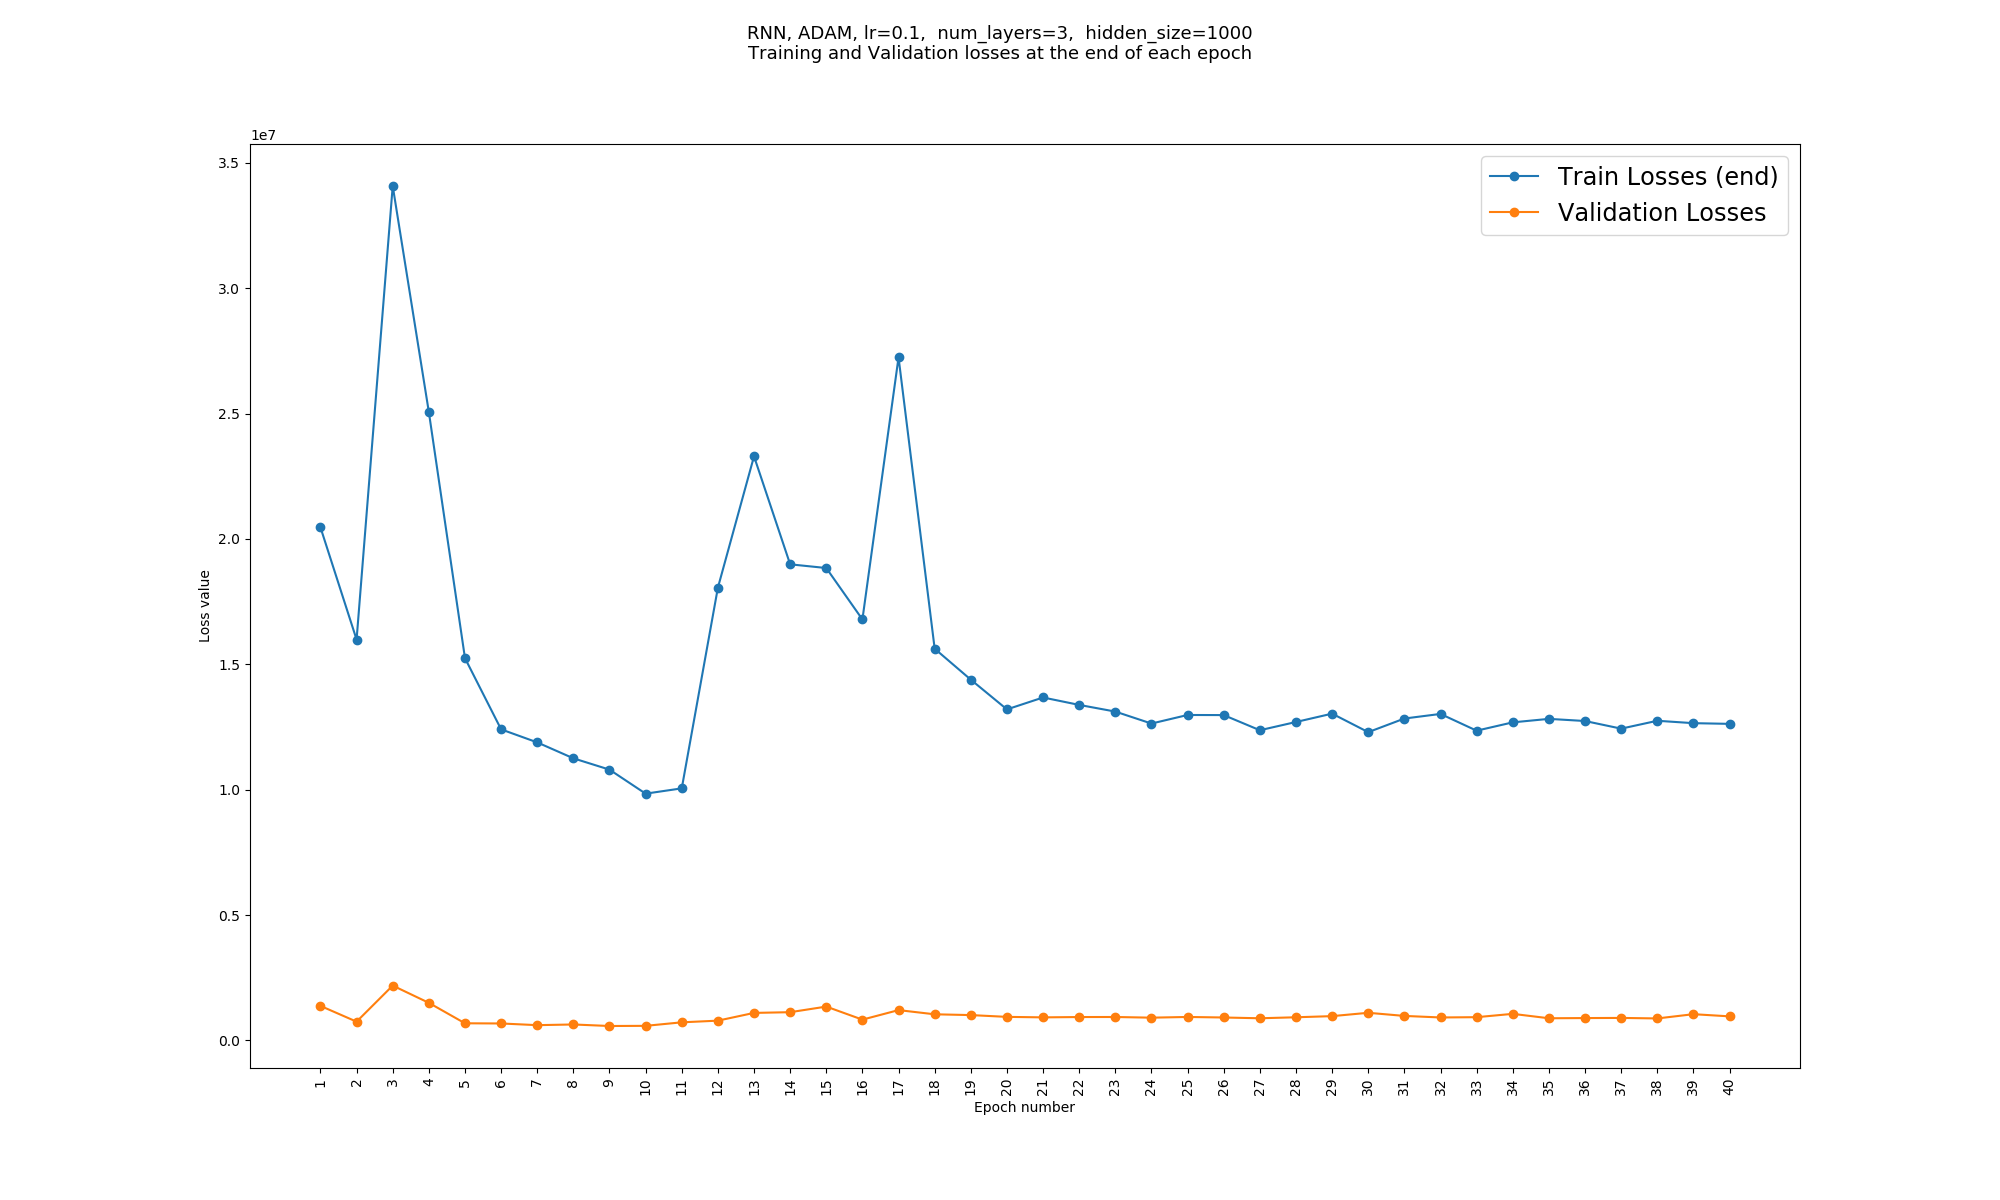 RNN, ADAM, lr=0.1,  num_layers=3,  hidden_size=1000
Training and Validation losses at the end of each epoch
1e7
3.5
3.0
2.5
2.0
1.5
1.0
0.5
0.0
Loss value
Train Losses (end)
Validation Losses
1 2 3 4 5 6 7 8 9 10 11 12 13 14 15 16 17 18 19 20 21 22 23 24 25 26 27 28 29 30 31 32 33 34 35 36 37 38 39 40
Epoch number